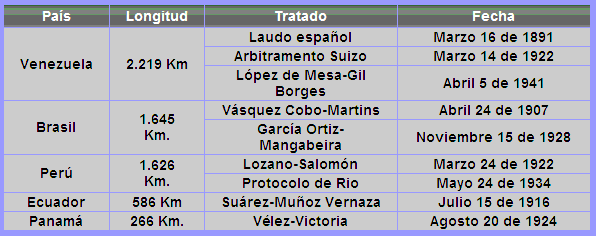 País Longitud Tratado Fecha
Venezuela 2.219 Km
Laudo español Marzo 16 de 1891
Arbitramento Suizo Marzo 14 de 1922
López de Mesa-Gil
Borges
Abril 5 de 1941
Brasil
1.645
Km.
Vásquez Cobo-Martins Abril 24 de 1907
García Ortiz-
Mangabeira
Noviembre 15 de 1928
Perú
1.626
Km.
Lozano-Salomón Marzo 24 de 1922
Protocolo de Rio Mayo 24 de 1934
Ecuador 586 Km Suárez-Muñoz Vernaza Julio 15 de 1916
Panamá 266 Km. Vélez-Victoria Agosto 20 de 1924